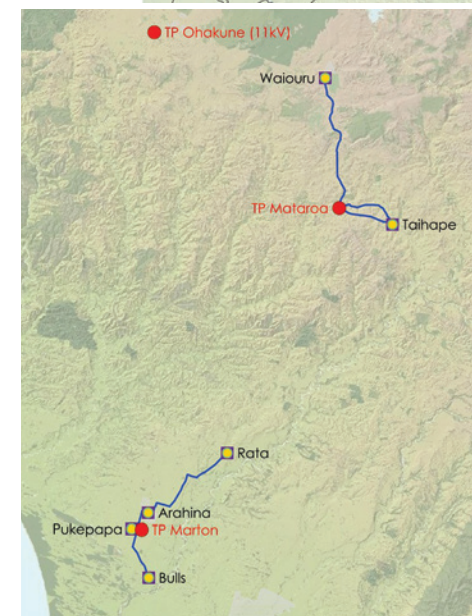 TP Ohakune (11kV)
Waiouru
TP Mataroa
Taihape
Rata
Arahina
Pukepapa
TP Marton
Bulls